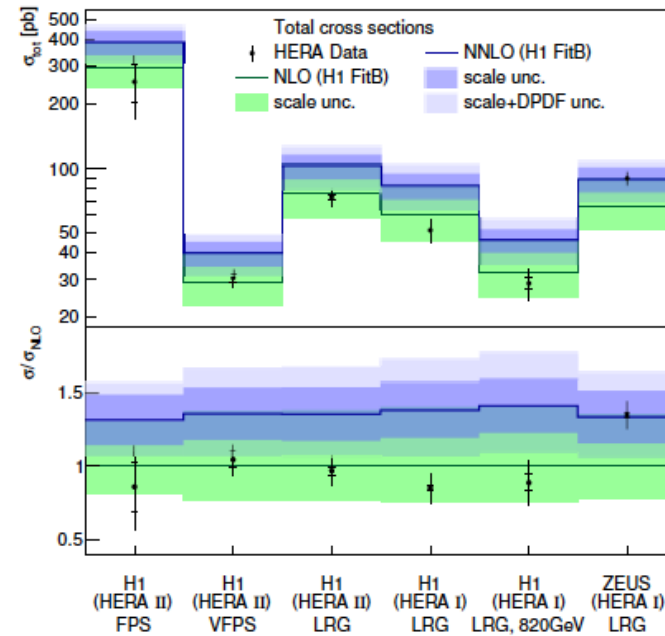 σtot [pb]
500
400
300
200
100
50
40
30
20
Total cross sections
HERA Data
NLO (H1 FitB)
scale unc.
NNLO (H1 FitB)
scale unc.
scale+DPDF unc.
σ/σNLO
1.5
1
0.5
H1
(HERA II)
FPS
H1
(HERA II)
VFPS
H1
(HERA II)
LRG
H1
(HERA I)
LRG
H1
(HERA I)
LRG, 820GeV
ZEUS
(HERA I)
LRG